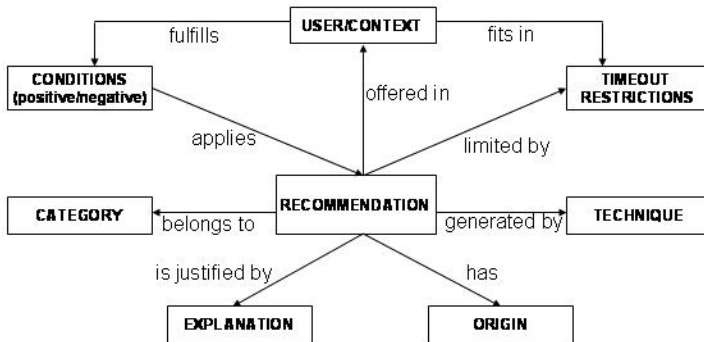 USER/CONTEXT
fulfills
fits in
CONDITIONS
(positive/negative)
TIMEOUT
RESTRICTIONS
offered in
applies
limited by
CATEGORY
belongs to
RECOMMENDATION
generated by
TECHNIQUE
is justified by
has
EXPLANATION
ORIGIN